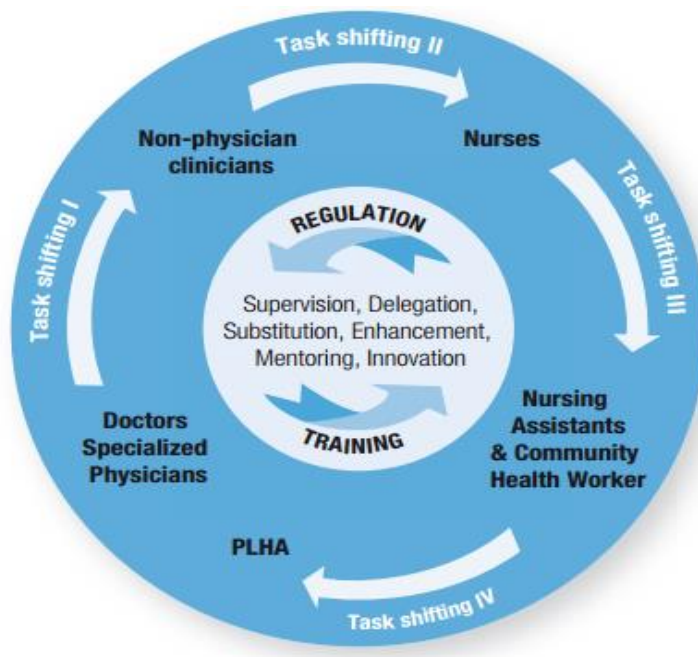 Task shifting II
Non-physician
clinicians
Nurses
Task shifting I
Task shifting III
REGULATION
Supervision, Delegation,
Substitution, Enhancement,
Mentoring, Innovation
TRAINING
Doctors
Specialized
Physicians
Nursing
Assistants
& Community
Health Worker
PLHA
Task shifting IV